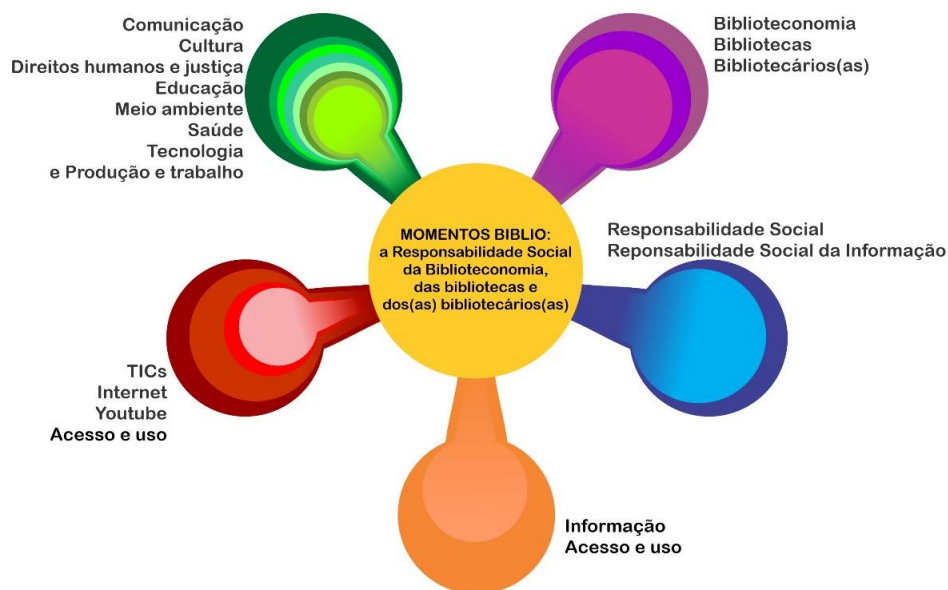 Comunicação
Cultura
Direitos humanos e justiça
Educação
Meio ambiente
Saúde
Tecnologia
e Produção e trabalho
Biblioteconomia
Bibliotecas
Bibliotecários(as)
MOMENTOS BIBLIO:
a Responsabilidade Social
da Biblioteconomia,
das bibliotecas e
dos(as) bibliotecários(as)
Responsabilidade Social
Reponsabilidade Social da Informação
TICs
Internet
Youtube
Acesso e uso
Informação
Acesso e uso